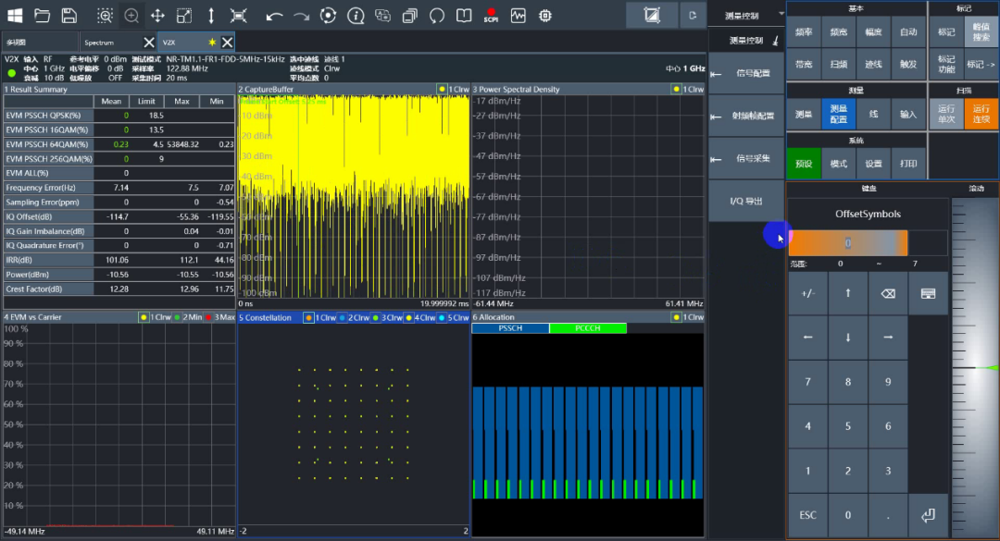 SCPI
多视图 Spectrum V2X
V2X 输入 RF 参考电平 0 dBm 测试模式 NR-TM1.1-FR1-FDD-5MHz-15kHz 选中迹线 迹线 1
中心 1 GHz 电平偏移 0 dB 采样率 122.88 MHz 迹线模式 Clrw 中心 1 GHz
衰减 10 dB 低噪放 OFF 采集时间 20 ms 平均点数 0
1 Result Summary
Mean Limit Max Min
EVM PSSCH QPSK(%) 0 18.5
EVM PSSCH 16QAM(%) 0 13.5
EVM PSSCH 64QAM(%) 0.23 4.5 53848.32 0.23
EVM PSSCH 256QAM(%) 0 9
EVM ALL(%) 0
Frequency Error(Hz) 7.14 7.5 7.07
Sampling Error(ppm) 0 0 -0.54
IQ Offset(dB) -114.7 -55.36 -119.55
IQ Gain Imbalance(dB) 0 0.04 -0.01
IQ Quadrature Error(°) 0 0 -0.71
IRR(dB) 101.06 112.1 44.16
Power(dBm) -10.56 -10.55 -10.56
Crest Factor(dB) 12.28 12.96 11.75
2 CaptureBuffer 1 Clrw
10 dBm
20 dBm
30 dBm
40 dBm
50 dBm
60 dBm
70 dBm
80 dBm
-90 dBm
-100 dBm
0 ns 19.999992 ms
3 Power Spectral Density 1 Clrw
-17 dBm/Hz
-27 dBm/Hz
-37 dBm/Hz
-47 dBm/Hz
-57 dBm/Hz
-67 dBm/Hz
-77 dBm/Hz
-87 dBm/Hz
-97 dBm/Hz
-107 dBm/Hz
-117 dBm/Hz
-61.44 MHz 61.41 MHz
4 EVM vs Carrier 1 Clrw 2 Min 3 Max
100 %
90 %
80 %
70 %
60 %
50 %
40 %
30 %
20 %
10 %
-49.14 MHz 49.11 MHz
5 Constellation 1 Clrw 2 Clrw 3 Clrw 4 Clrw 5 Clrw
-2 2
6 Allocation 1 Clrw
PSSCH PCCCH
测量控制
测量控制
信号配置
射频帧配置
信号采集
I/Q 导出
基本
频率 频宽 幅度 自动
带宽 扫频 迹线 触发
标记
标记 峰值
搜索
标记
功能 标记 ->
测量
测量 测量
配置 线 输入
扫描
运行
单次 运行
连续
系统
预设 模式 设置 打印
键盘 滚动
OffsetSymbols
0
范围: 0 ~ 7
+/- ↑ ⌫
← ↓ →
7 8 9
4 5 6
1 2 3
ESC 0 .